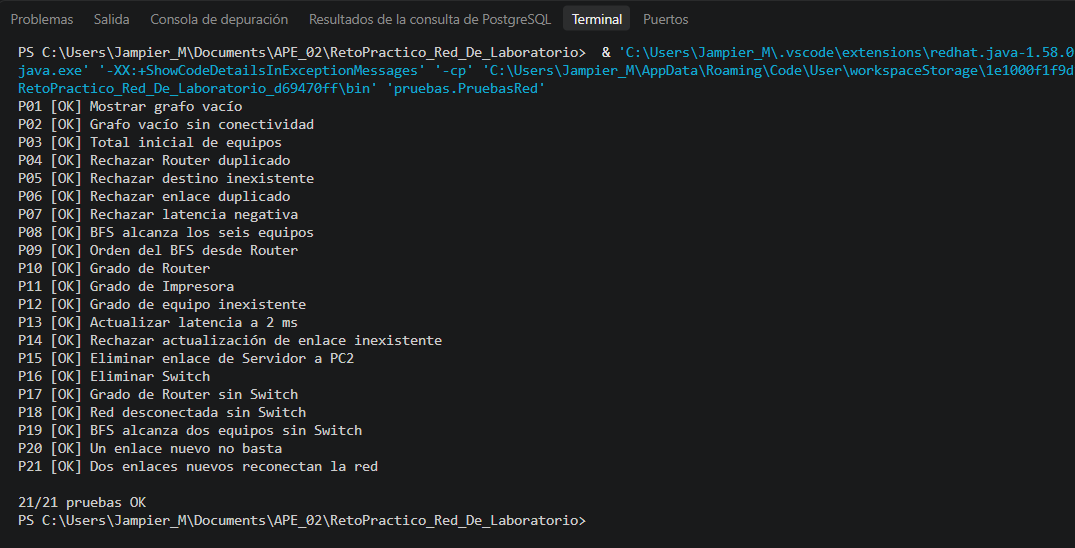 Problemas Salida Consola de depuración Resultados de la consulta de PostgreSQL Terminal Puertos
PS C:\Users\Jampier_M\Documents\APE_02\RetoPractico_Red_De_Laboratorio> & 'C:\Users\Jampier_M\.vscode\extensions\redhat.java-1.58.0
java.exe' '-XX:+ShowCodeDetailsInExceptionMessages' '-cp' 'C:\Users\Jampier_M\AppData\Roaming\Code\User\workspaceStorage\1e1000f1f9d
RetoPractico_Red_De_Laboratorio_d69470ff\bin' 'pruebas.PruebasRed'
P01 [OK] Mostrar grafo vacío
P02 [OK] Grafo vacío sin conectividad
P03 [OK] Total inicial de equipos
P04 [OK] Rechazar Router duplicado
P05 [OK] Rechazar destino inexistente
P06 [OK] Rechazar enlace duplicado
P07 [OK] Rechazar latencia negativa
P08 [OK] BFS alcanza los seis equipos
P09 [OK] Orden del BFS desde Router
P10 [OK] Grado de Router
P11 [OK] Grado de Impresora
P12 [OK] Grado de equipo inexistente
P13 [OK] Actualizar latencia a 2 ms
P14 [OK] Rechazar actualización de enlace inexistente
P15 [OK] Eliminar enlace de Servidor a PC2
P16 [OK] Eliminar Switch
P17 [OK] Grado de Router sin Switch
P18 [OK] Red desconectada sin Switch
P19 [OK] BFS alcanza dos equipos sin Switch
P20 [OK] Un enlace nuevo no basta
P21 [OK] Dos enlaces nuevos reconectan la red
21/21 pruebas OK
PS C:\Users\Jampier_M\Documents\APE_02\RetoPractico_Red_De_Laboratorio>